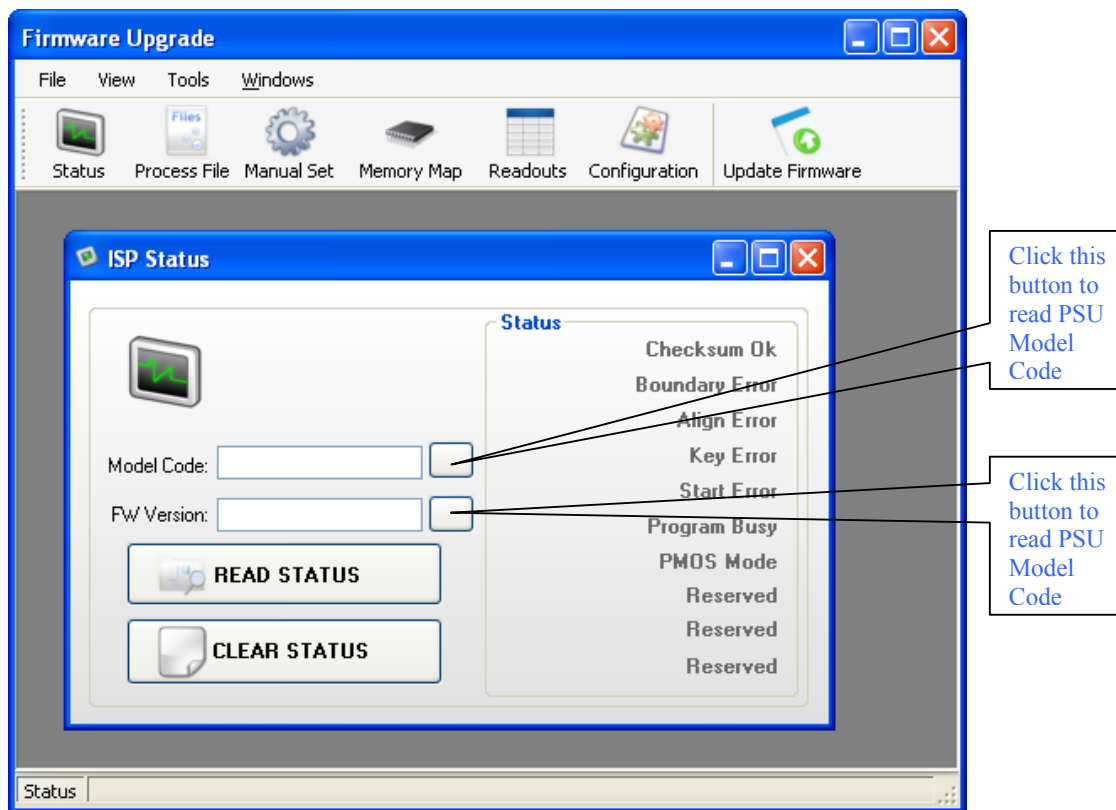 Firmware Upgrade
File View Tools Windows
Status Process File Manual Set Memory Map Readouts Configuration Update Firmware
Files
ISP Status
Status
Checksum Ok
Boundary Error
Align Error
Key Error
Start Error
Program Busy
PMOS Mode
Reserved
Reserved
Reserved
Model Code:
FW Version:
READ STATUS
CLEAR STATUS
Click this
button to
read PSU
Model
Code
Click this
button to
read PSU
Model
Code
Status